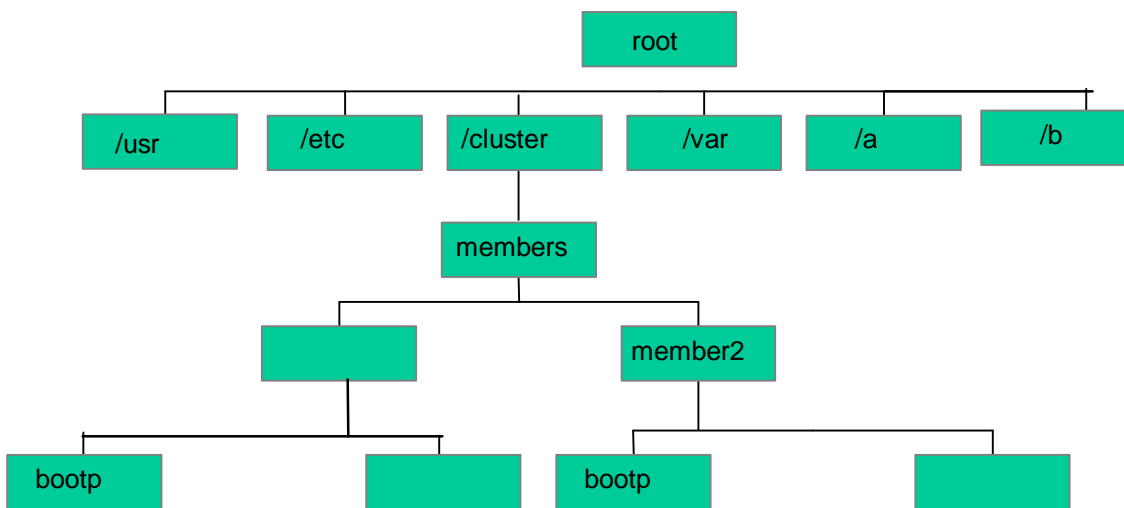 root
/usr
/etc
/cluster
/var
/a
/b
members
member2
bootp
bootp